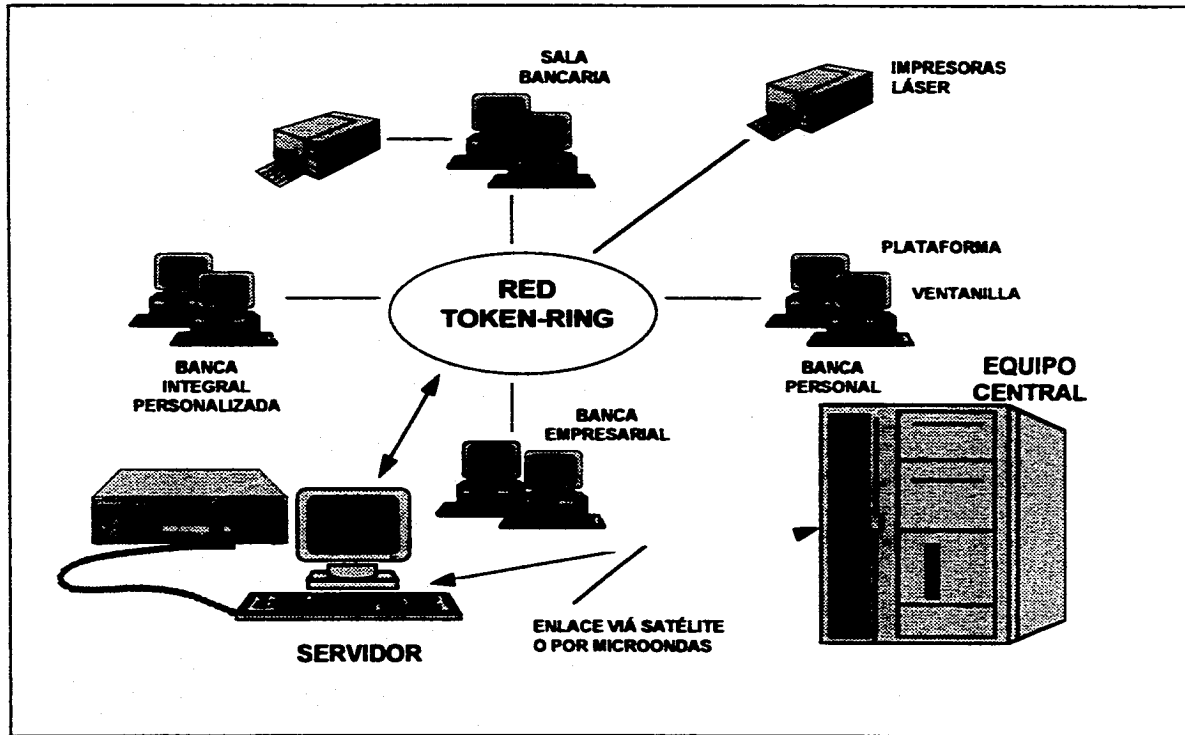 SALA
BANCARIA
IMPRESORAS
LÁSER
PLATAFORMA
VENTANILLA
RED
TOKEN-RING
BANCA
INTEGRAL
PERSONALIZADA
BANCA
PERSONAL
EQUIPO
CENTRAL
BANCA
EMPRESARIAL
SERVIDOR
ENLACE VIÁ SATÉLITE
O POR MICROONDAS